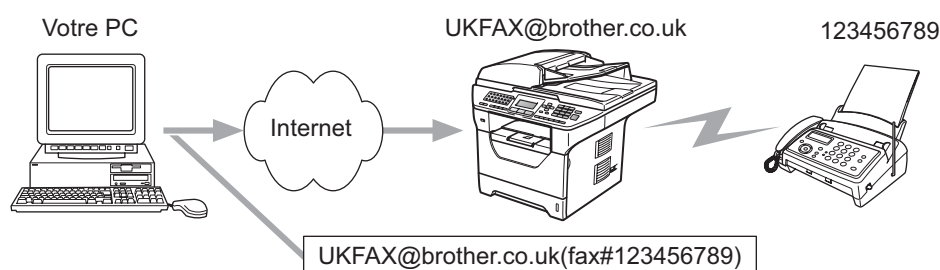 Votre PC
UKFAX@brother.co.uk
123456789
Internet
UKFAX@brother.co.uk(fax#123456789)